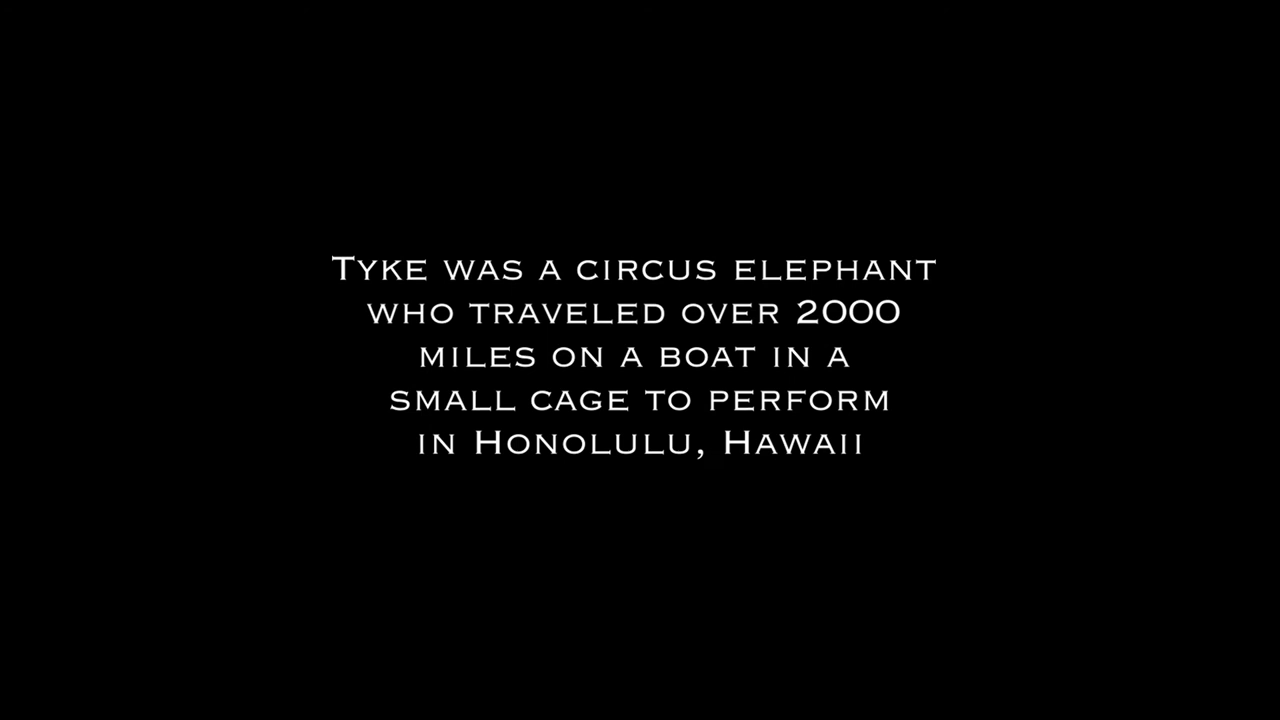 Tyke was a circus elephant
who traveled over 2000
miles on a boat in a
small cage to perform
in Honolulu, Hawaii